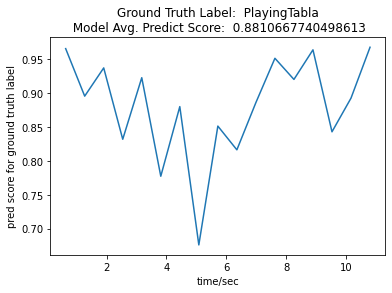 Ground Truth Label:  PlayingTabla
Model Avg. Predict Score:  0.8810667740498613
0.95
0.90
0.85
0.80
0.75
0.70
pred score for ground truth label
2
4
6
8
10
time/sec